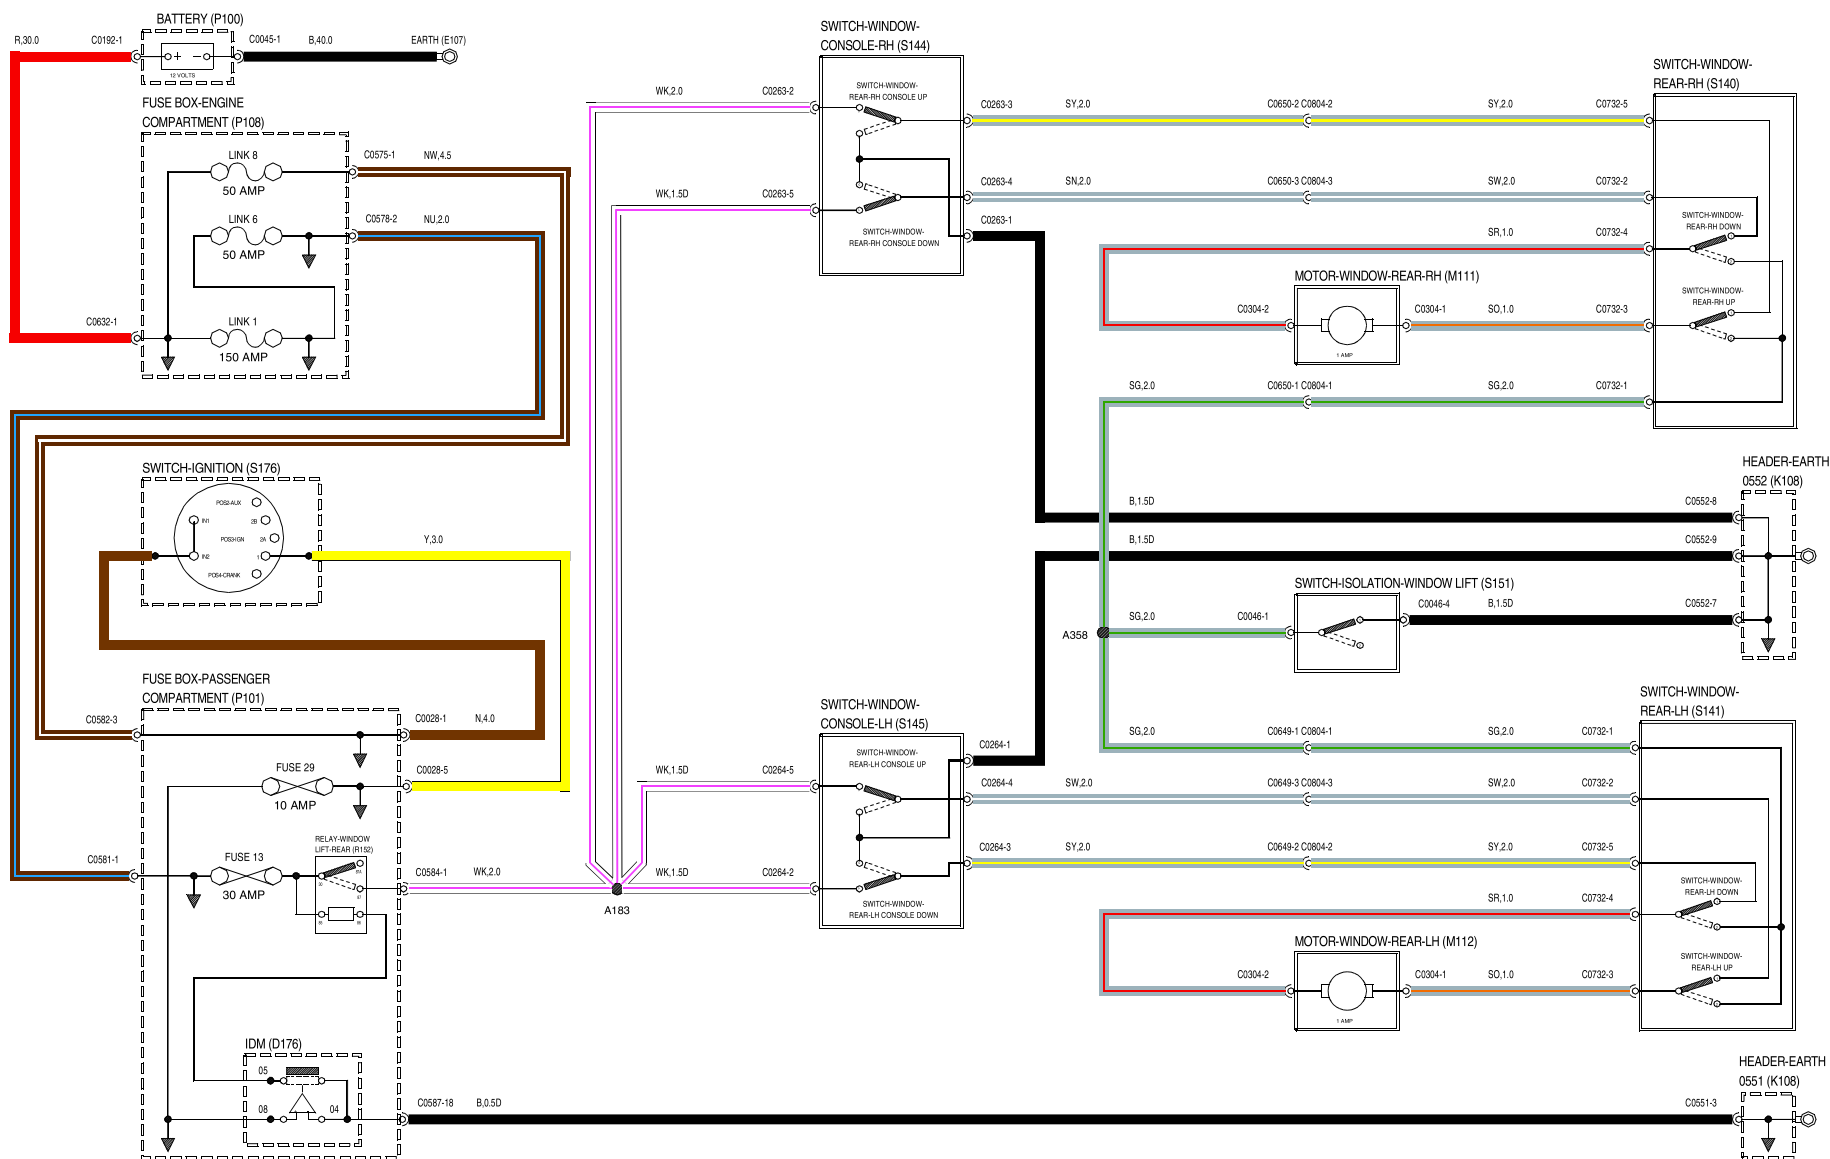 BATTERY (P100)
R,30.0
C0192-1
C0045-1
B,40.0
EARTH (E107)
12 VOLTS
FUSE BOX-ENGINE
COMPARTMENT (P108)
LINK 8
50 AMP
C0575-1
NW,4.5
LINK 6
50 AMP
C0578-2
NU,2.0
LINK 1
150 AMP
C0632-1
SWITCH-IGNITION (S176)
POS2-AUX
IN1
2B
POS3-IGN
2A
IN2
1
POS4-CRANK
Y,3.0
FUSE BOX-PASSENGER
COMPARTMENT (P101)
C0582-3
C0028-1
N,4.0
FUSE 29
10 AMP
C0028-5
RELAY-WINDOW
LIFT-REAR (R152)
C0581-1
FUSE 13
30 AMP
87A
30
87
85
86
C0584-1
WK,2.0
A183
IDM (D176)
05
08
04
C0587-18
B,0.5D
SWITCH-WINDOW-
CONSOLE-RH (S144)
WK,2.0
C0263-2
SWITCH-WINDOW-
REAR-RH CONSOLE UP
WK,1.5D
C0263-5
SWITCH-WINDOW-
REAR-RH CONSOLE DOWN
C0263-3
SY,2.0
C0650-2 C0804-2
SY,2.0
C0732-5
C0263-4
SN,2.0
C0650-3 C0804-3
SW,2.0
C0732-2
C0263-1
SWITCH-WINDOW-
REAR-RH (S140)
SWITCH-WINDOW-
REAR-RH DOWN
SR,1.0
C0732-4
MOTOR-WINDOW-REAR-RH (M111)
C0304-2
C0304-1
1 AMP
SO,1.0
C0732-3
SWITCH-WINDOW-
REAR-RH UP
SG,2.0
C0650-1 C0804-1
SG,2.0
C0732-1
HEADER-EARTH
0552 (K108)
B,1.5D
C0552-8
B,1.5D
C0552-9
SWITCH-ISOLATION-WINDOW LIFT (S151)
A358
SG,2.0
C0046-1
C0046-4
B,1.5D
C0552-7
SWITCH-WINDOW-
CONSOLE-LH (S145)
WK,1.5D
C0264-5
SWITCH-WINDOW-
REAR-LH CONSOLE UP
WK,1.5D
C0264-2
SWITCH-WINDOW-
REAR-LH CONSOLE DOWN
C0264-1
SG,2.0
C0649-1 C0804-1
SG,2.0
C0732-1
C0264-4
SW,2.0
C0649-3 C0804-3
SW,2.0
C0732-2
C0264-3
SY,2.0
C0649-2 C0804-2
SY,2.0
C0732-5
SWITCH-WINDOW-
REAR-LH (S141)
SWITCH-WINDOW-
REAR-LH DOWN
SR,1.0
C0732-4
MOTOR-WINDOW-REAR-LH (M112)
C0304-2
C0304-1
1 AMP
SO,1.0
C0732-3
SWITCH-WINDOW-
REAR-LH UP
HEADER-EARTH
0551 (K108)
C0551-3